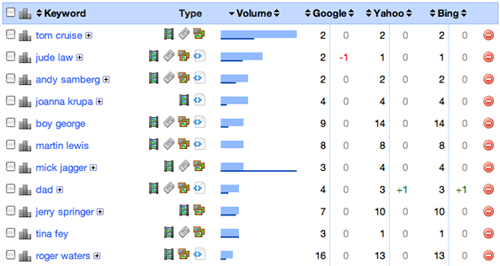 Keyword Type Volume Google Yahoo Bing
tom cruise 2 0 2 0 2 0
jude law 2 -1 1 0 1 0
andy samberg 2 0 2 0 2 0
joanna krupa 4 0 4 0 4 0
boy george 9 0 14 0 14 0
martin lewis 8 0 8 0 8 0
mick jagger 3 0 4 0 4 0
dad 4 0 3 +1 3 +1
jerry springer 7 0 10 0 10 0
tina fey 3 0 1 0 1 0
roger waters 16 0 13 0 13 0